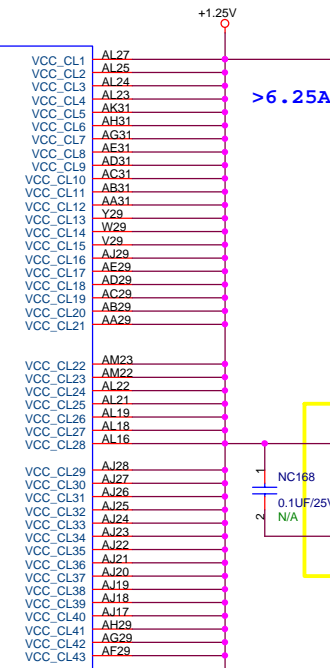 +1.25V
>6.25A
VCC_CL1 AL27
VCC_CL2 AL25
VCC_CL3 AL24
VCC_CL4 AL23
VCC_CL5 AK31
VCC_CL6 AH31
VCC_CL7 AG31
VCC_CL8 AE31
VCC_CL9 AD31
VCC_CL10 AC31
VCC_CL11 AB31
VCC_CL12 AA31
VCC_CL13 Y29
VCC_CL14 W29
VCC_CL15 V29
VCC_CL16 AJ29
VCC_CL17 AE29
VCC_CL18 AD29
VCC_CL19 AC29
VCC_CL20 AB29
VCC_CL21 AA29
VCC_CL22 AM23
VCC_CL23 AM22
VCC_CL24 AL22
VCC_CL25 AL21
VCC_CL26 AL19
VCC_CL27 AL18
VCC_CL28 AL16
VCC_CL29 AJ28
VCC_CL30 AJ27
VCC_CL31 AJ26
VCC_CL32 AJ25
VCC_CL33 AJ24
VCC_CL34 AJ23
VCC_CL35 AJ22
VCC_CL36 AJ21
VCC_CL37 AJ20
VCC_CL38 AJ19
VCC_CL39 AJ18
VCC_CL40 AJ17
VCC_CL41 AH29
VCC_CL42 AG29
VCC_CL43 AF29
1
NC168
0.1UF/25V
2
N/A